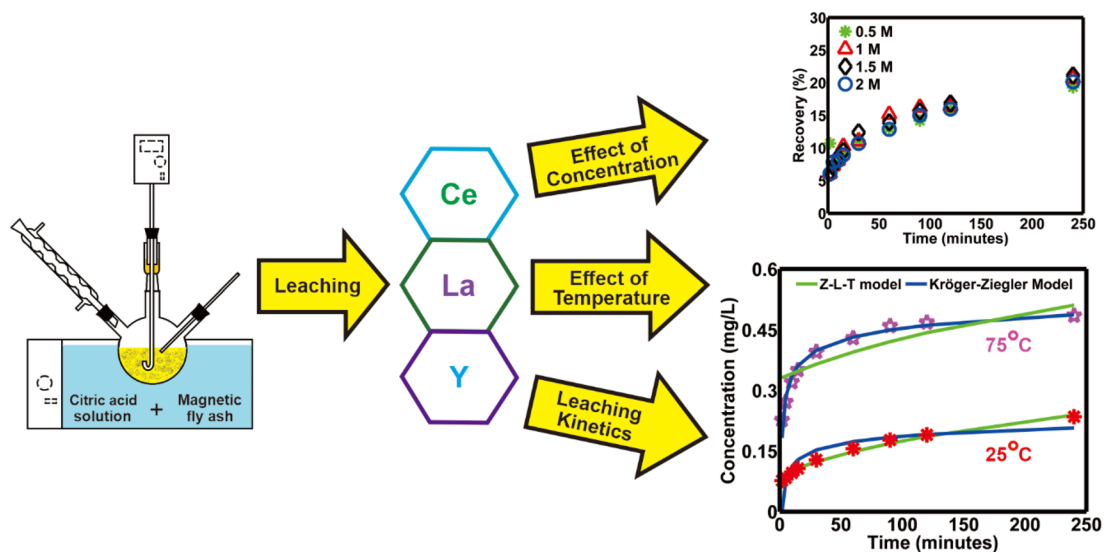 Citric acid
solution
+
Magnetic
fly ash
Leaching
Ce
La
Y
Effect of
Concentration
Effect of
Temperature
Leaching
Kinetics
30
25
20
15
10
5
0
Recovery (%)
0.5 M
1 M
1.5 M
2 M
0 50 100 150 200 250
Time (minutes)
0.6
0.45
0.3
0.15
0
Concentration (mg/L)
Z-L-T model
Kröger-Ziegler Model
75°C
25°C
0 50 100 150 200 250
Time (minutes)